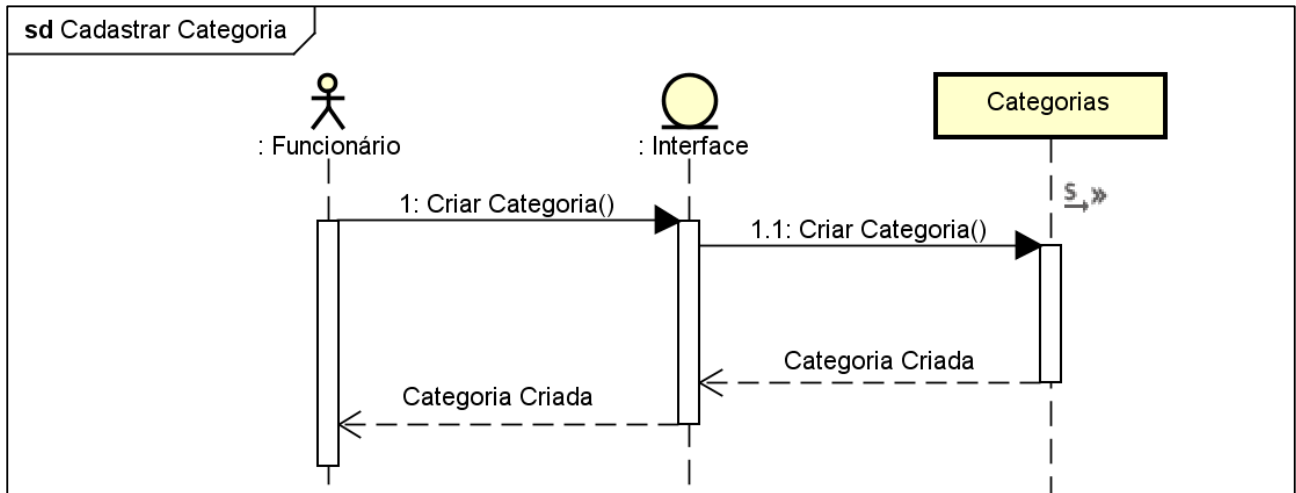 sd Cadastrar Categoria
Categorias
: Funcionário
: Interface
S »
1: Criar Categoria()
1.1: Criar Categoria()
Categoria Criada
Categoria Criada